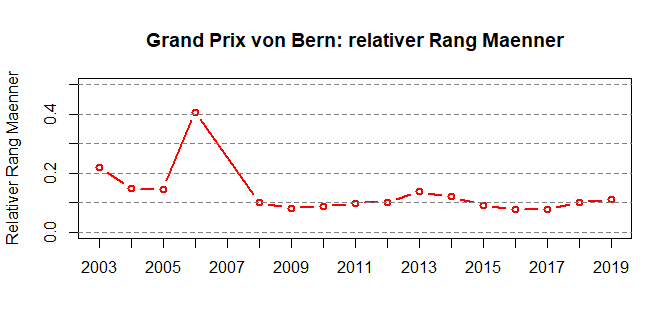 Grand Prix von Bern: relativer Rang Maenner
Relativer Rang Maenner
0.4
0.2
0.0
2003 2005 2007 2009 2011 2013 2015 2017 2019